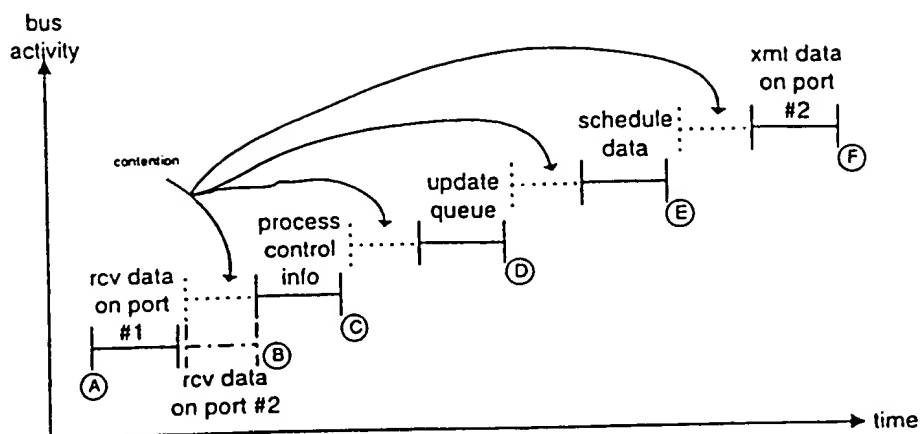 bus
activity
xmt data
on port
#2
schedule
data
F
contention
update
queue
E
process
control
info
D
rcv data
on port
#1
C
A
B
rcv data
on port #2
time